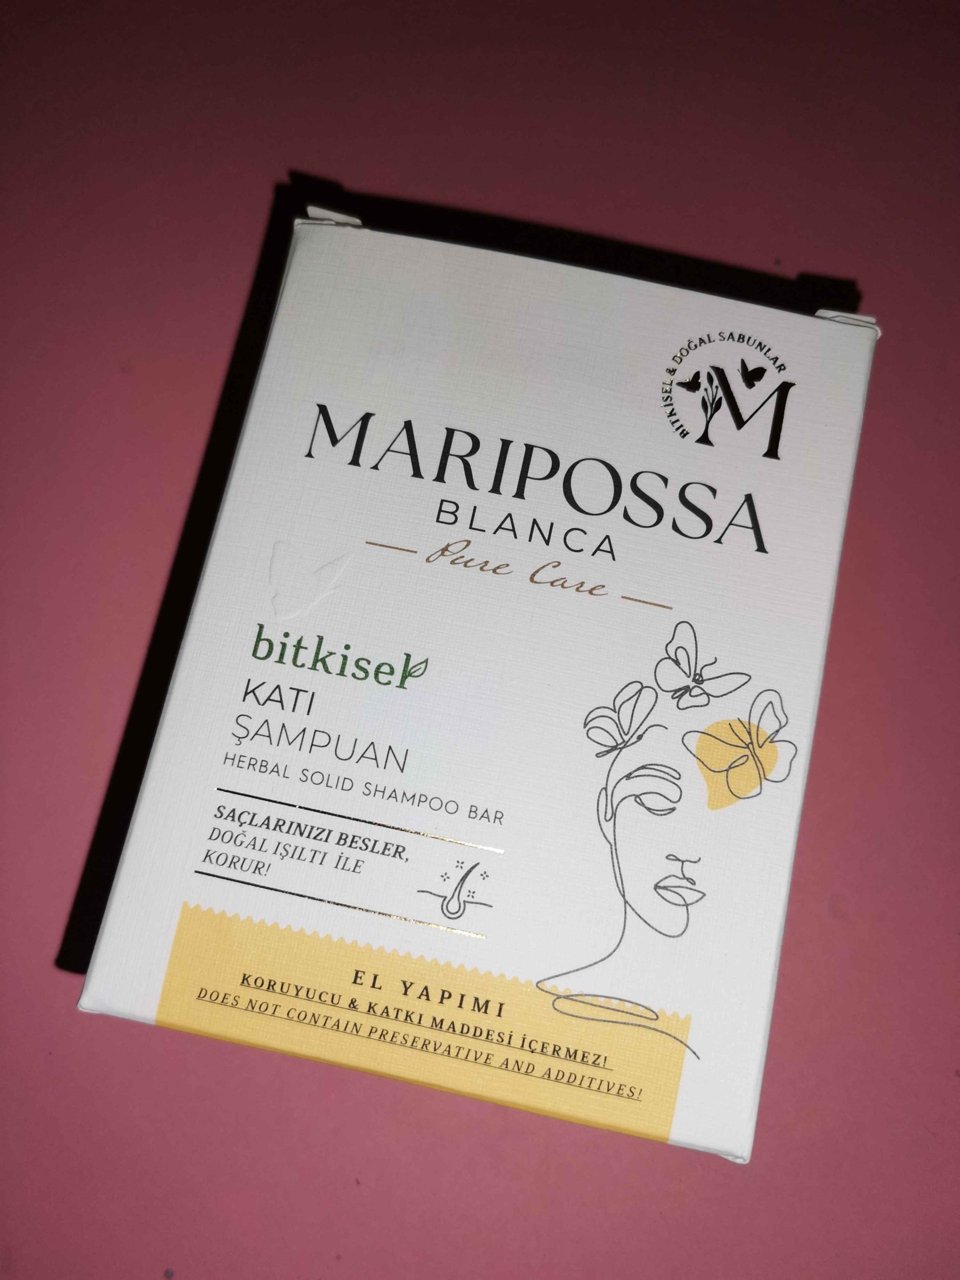 BİTKİSEL & DOĞAL SABUNLAR
M
MARIPOSSA
BLANCA
Pure Care
bitkisel
KATI
ŞAMPUAN
HERBAL SOLID SHAMPOO BAR
SAÇLARINIZI BESLER,
DOĞAL IŞILTI İLE
KORUR!
EL YAPIMI
KORUYUCU & KATKI MADDESİ İÇERMEZ!
DOES NOT CONTAIN PRESERVATIVE AND ADDITIVES!